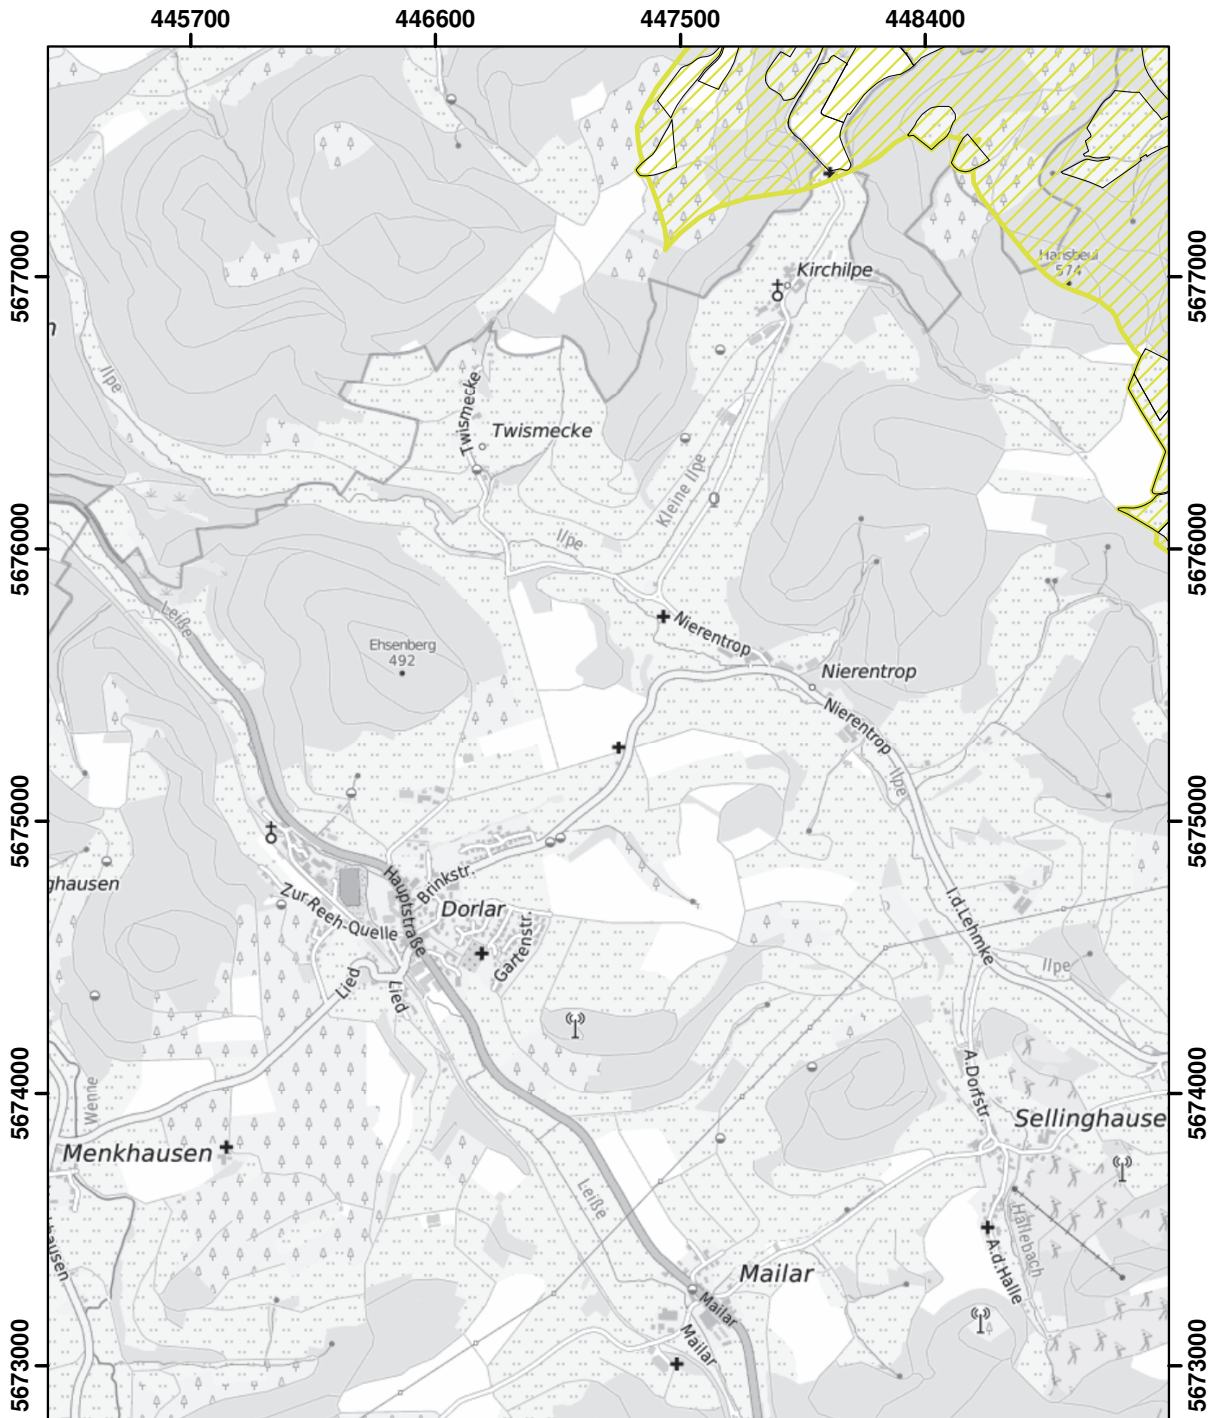 445700 446600 447500 448400
5677000
5677000
Hansbeul
574
Kirchilpe
n
Ilpe
Twismecke
Twismecke
Kleine Ilpe
Ilpe
5676000
5676000
Leiße
Nierentrop
Ehsenberg
492
Nierentrop
Nierentrop
Ilpe
5675000
5675000
ghausen
Hauptstraße
Brinkstr.
Zur-Reeh-Quelle
Dorlar
Gartenstr.
I.d.Lehmke
Ilpe
Lied
Lied
5674000
5674000
Wenne
A.Dorfstr.
Sellinghause
Menkhausen
Leiße
Hallebach
hausen
A.d.Halle
Mailar
Mailar
Mailar
5673000
5673000